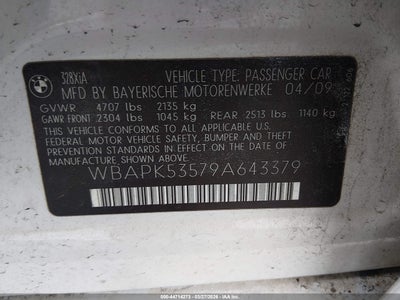 BMW
328XiA
VEHICLE TYPE: PASSENGER CAR
MFD BY BAYERISCHE MOTORENWERKE 04/09
GVWR 4707 lbs 2135 kg
GAWR FRONT 2304 lbs 1045 kg REAR 2513 lbs 1140 kg
THIS VEHICLE CONFORMS TO ALL APPLICABLE U.S.
FEDERAL MOTOR VEHICLE SAFETY, BUMPER AND THEFT
PREVENTION STANDARDS IN EFFECT ON THE DATE OF
MANUFACTURE SHOWN ABOVE.
WBAPK53579A643379